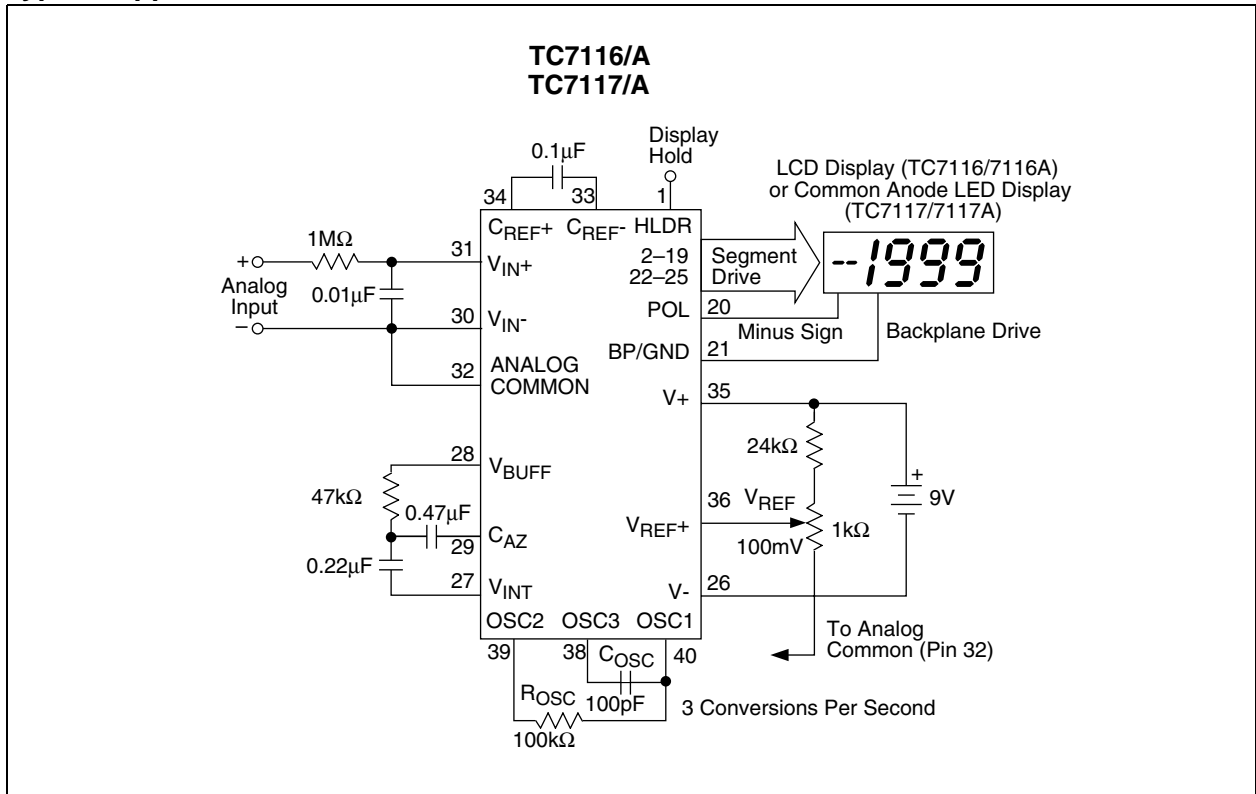 TC7116/A
TC7117/A
Display
Hold
0.1µF
LCD Display (TC7116/7116A)
or Common Anode LED Display
(TC7117/7117A)
34
33
1
CREF+
CREF-
HLDR
1MΩ
31
VIN+
2–19
22–25
Segment
Drive
-1999
+
Analog
Input
–
0.01µF
30
VIN-
POL
20
Minus Sign
Backplane Drive
BP/GND
21
32
ANALOG
COMMON
V+
35
24kΩ
28
VBUFF
+
9V
47kΩ
36
VREF
0.47µF
VREF+
1kΩ
100mV
29
CAZ
0.22µF
27
VINT
V-
26
OSC2
OSC3
OSC1
To Analog
Common (Pin 32)
39
38
COSC
40
ROSC
100pF
3 Conversions Per Second
100kΩ